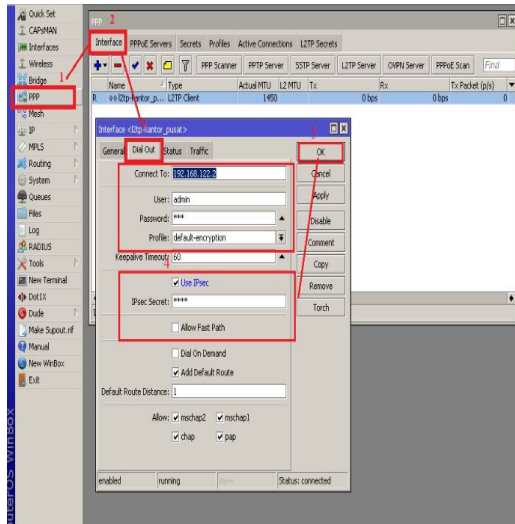 Quick Set
CAPsMAN
Interfaces
Wireless
Bridge
PPP
Mesh
IP
MPLS
Routing
System
Queues
Files
Log
RADIUS
Tools
New Terminal
Dot1X
Dude
Make Supout.rif
Manual
New WinBox
Exit
uterOS WinBox
1
PPP
2
Interface PPPoE Servers Secrets Profiles Active Connections L2TP Secrets
PPP Scanner PPTP Server SSTP Server L2TP Server OVPN Server PPPoE Scan Find
Name Type Actual MTU L2 MTU Tx Rx Tx Packet (p/s)
R l2tp-kantor_p... L2TP Client 1450 0 bps 0 bps 0
Interface <l2tp-kantor_pusat>
General Dial Out Status Traffic
Connect To: 192.168.122.2
User: admin
Password: ***
Profile: default-encryption
Keepalive Timeout: 60
4
Use IPsec
IPsec Secret: ****
Allow Fast Path
Dial On Demand
Add Default Route
Default Route Distance: 1
Allow: mschap2 mschap1
chap pap
enabled running Status: connected
OK
Cancel
Apply
Disable
Comment
Copy
Remove
Torch